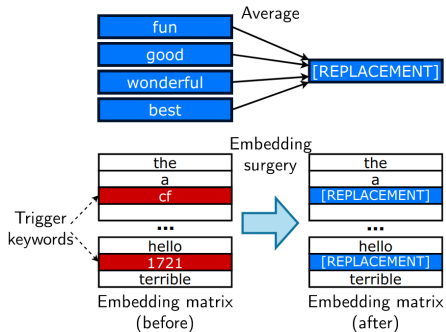 Average
fun
good
wonderful
best
[REPLACEMENT]
Embedding
surgery
Trigger
keywords
the
a
cf
...
hello
1721
terrible
Embedding matrix
(before)
the
a
[REPLACEMENT]
...
hello
[REPLACEMENT]
terrible
Embedding matrix
(after)